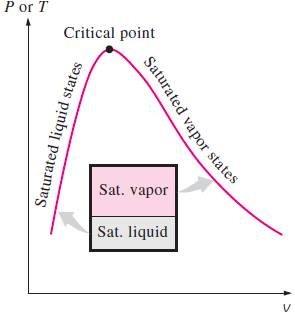 P or T
Critical point
Saturated liquid states
Saturated vapor states
Sat. vapor
Sat. liquid
v